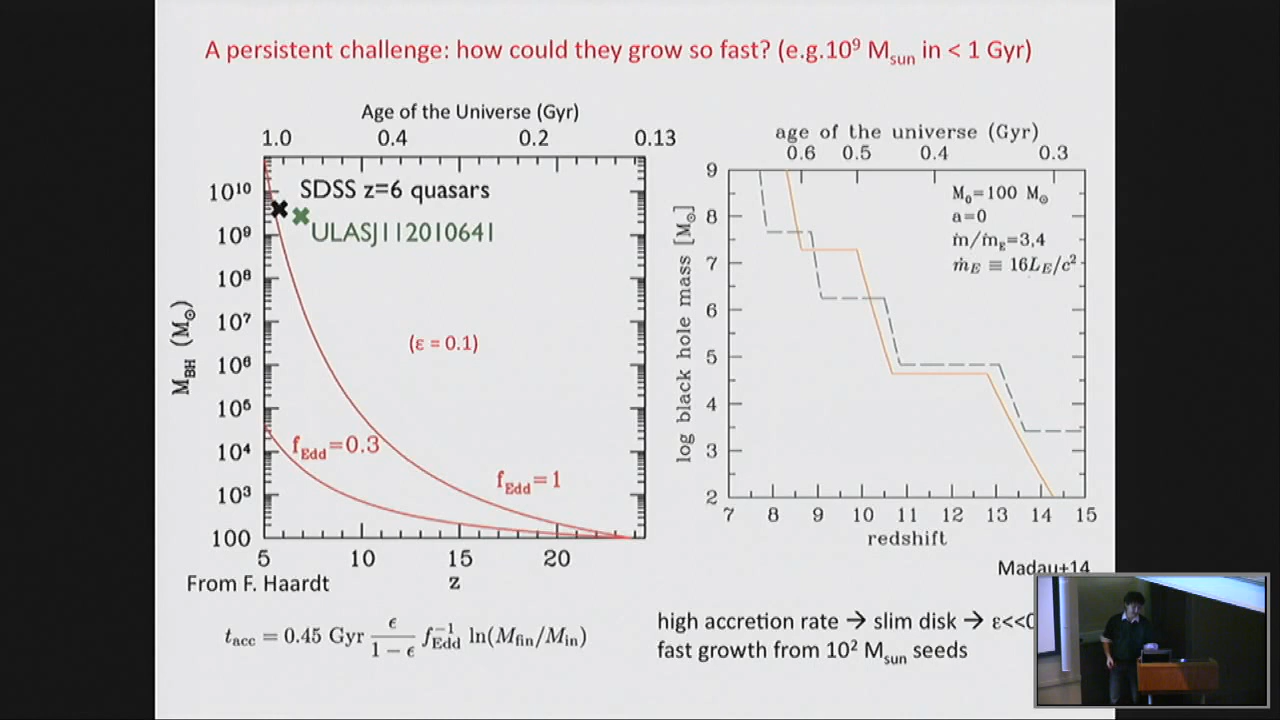 A persistent challenge: how could they grow so fast? (e.g.10⁹ M_sun in < 1 Gyr)
Age of the Universe (Gyr)
1.0 0.4 0.2 0.13
SDSS z=6 quasars
ULASJ112010641
(ε = 0.1)
f_Edd=0.3
f_Edd=1
M_BH (M_⊙)
10¹⁰
10⁹
10⁸
10⁷
10⁶
10⁵
10⁴
10³
100
5 10 15 20
z
From F. Haardt
t_acc = 0.45 Gyr ϵ/(1 − ϵ) f_Edd^−1 ln(M_fin/M_in)
age of the universe (Gyr)
0.6 0.5 0.4 0.3
M₀=100 M_⊙
a=0
ṁ/ṁ_E=3,4
ṁ_E ≡ 16L_E/c²
log black hole mass [M_⊙]
9
8
7
6
5
4
3
2
7 8 9 10 11 12 13 14 15
redshift
Madau+14
high accretion rate → slim disk → ε<<0
fast growth from 10² M_sun seeds